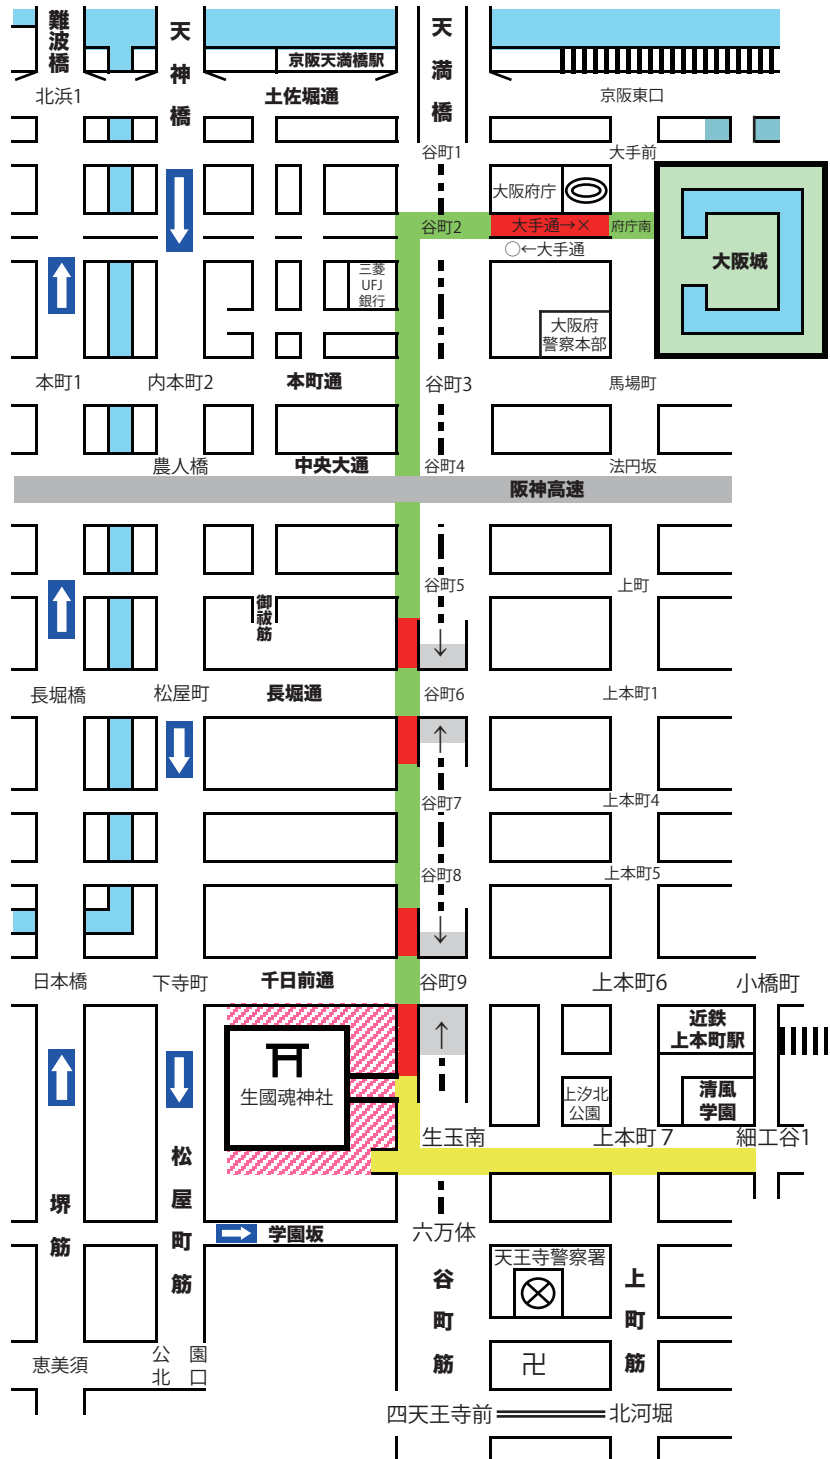 難波橋
天神橋
天満橋
京阪天満橋駅
北浜1
土佐堀通
京阪東口
谷町1
大手前
大阪府庁
谷町2
大手通→×
府庁南
○←大手通
大阪城
三菱
UFJ
銀行
大阪府
警察本部
本町1
内本町2
本町通
谷町3
馬場町
農人橋
中央大通
谷町4
法円坂
阪神高速
谷町5
上町
御祓筋
↓
長堀橋
松屋町
長堀通
谷町6
上本町1
↑
谷町7
上本町4
谷町8
上本町5
↓
日本橋
下寺町
千日前通
谷町9
上本町6
小橋町
近鉄
上本町駅
↑
生國魂神社
上汐北
公園
清風
学園
生玉南
上本町７
細工谷1
松屋町筋
堺筋
学園坂
六万体
天王寺警察署
谷町筋
上町筋
恵美須
公園
北口
卍
四天王寺前
北河堀